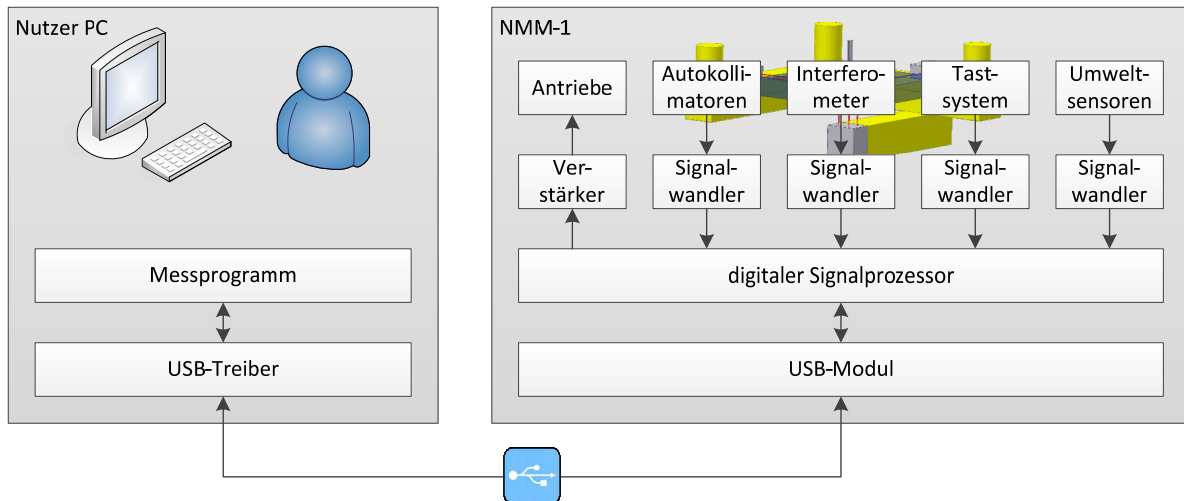 Nutzer PC
NMM-1
Antriebe
Autokolli-
matoren
Interfero-
meter
Tast-
system
Umwelt-
sensoren
Ver-
stärker
Signal-
wandler
Signal-
wandler
Signal-
wandler
Signal-
wandler
Messprogramm
digitaler Signalprozessor
USB-Treiber
USB-Modul